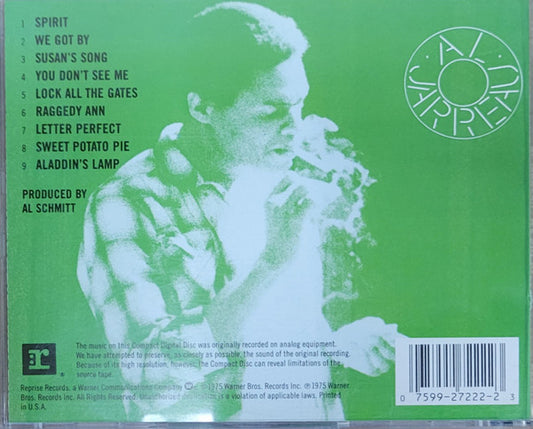 1 SPIRIT
2 WE GOT BY
3 SUSAN'S SONG
4 YOU DON'T SEE ME
5 LOCK ALL THE GATES
6 RAGGEDY ANN
7 LETTER PERFECT
8 SWEET POTATO PIE
9 ALADDIN'S LAMP
PRODUCED BY
AL SCHMITT
AL JARREAU
The music on this Compact Digital Disc was originally recorded on analog equipment.
We have attempted to preserve, as closely as possible, the sound of the original recording.
Because of its high resolution, however, the Compact Disc can reveal limitations of the
source tape.
r
Reprise Records, a Warner Communications Company © 1975 Warner Bros. Records Inc. ℗ 1975 Warner
Bros. Records Inc. All Rights Reserved. Unauthorized duplication is a violation of applicable laws. Printed
in U.S.A.
0 7599-27222-2 3